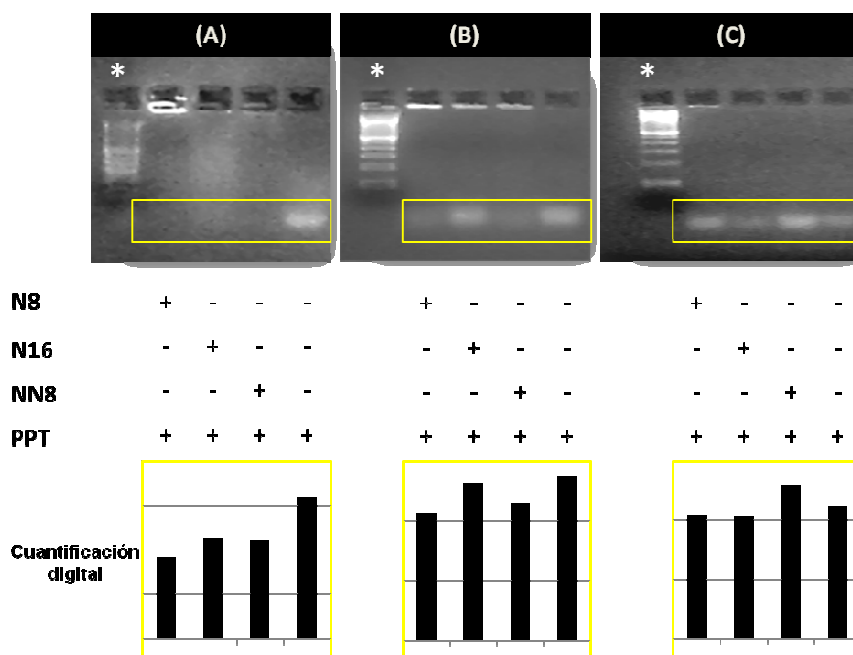 (A) (B) (C)
* * *
N8 + - - - + - - - + - - -
N16 - + - - - + - - - + - -
NN8 - - + - - - + - - - + -
PPT + + + + + + + + + + + +
Cuantificación
digital